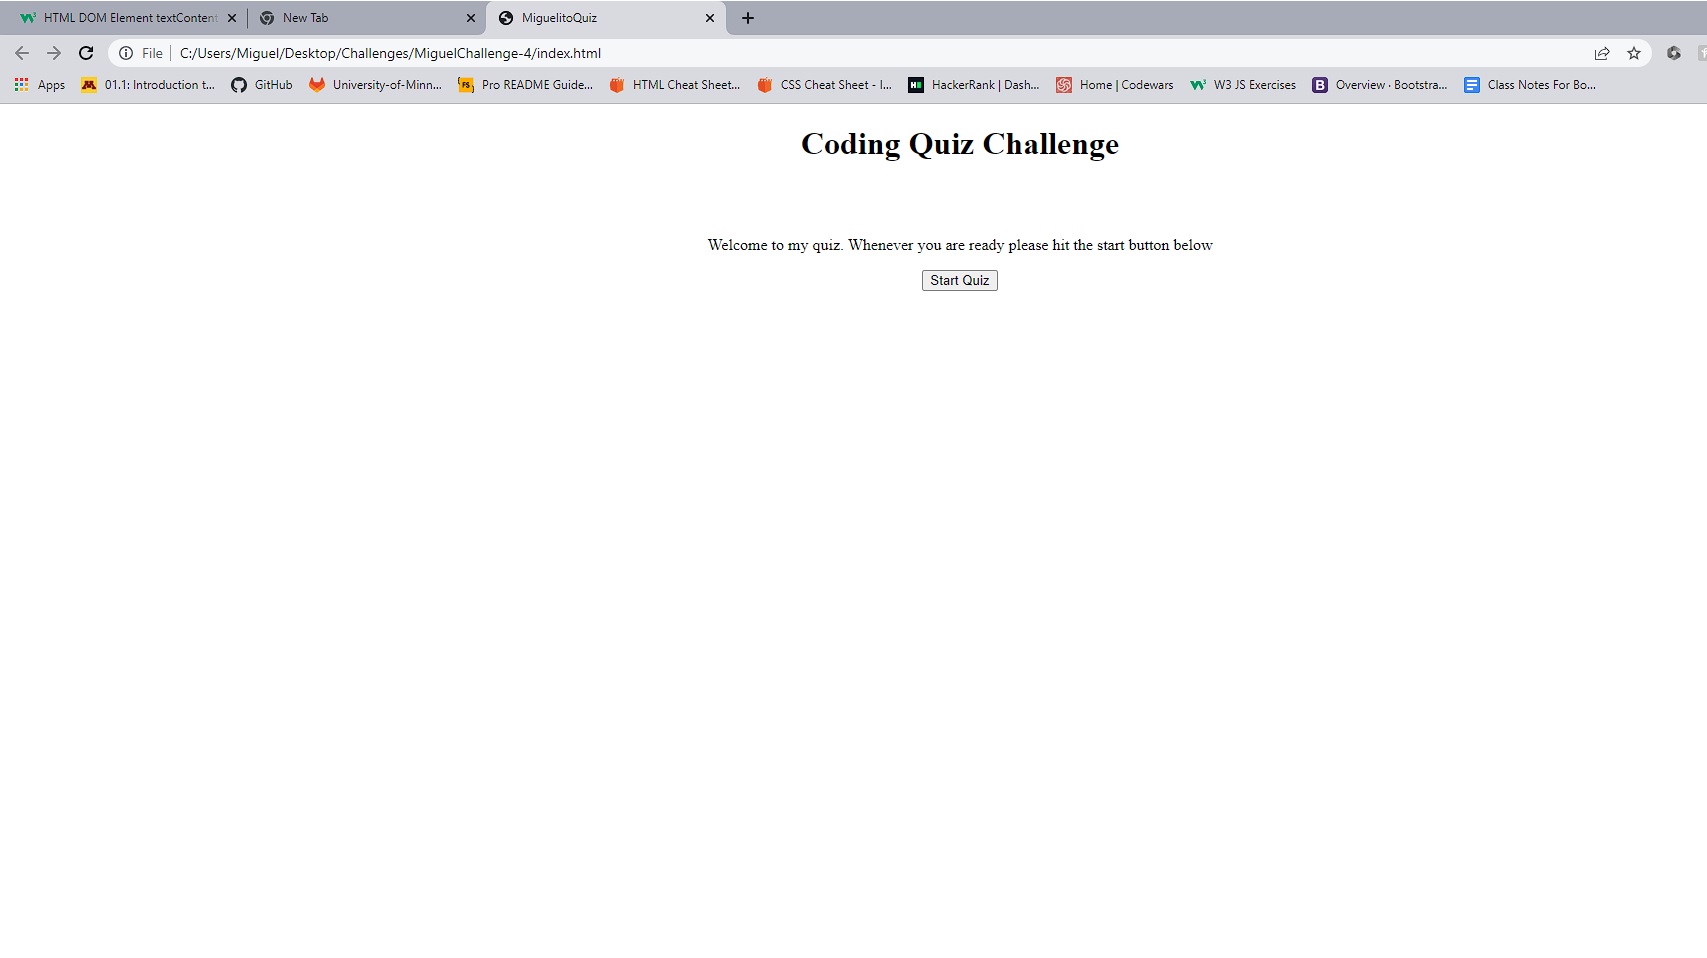 HTML DOM Element textContent
New Tab
MiguelitoQuiz
File
C:/Users/Miguel/Desktop/Challenges/MiguelChallenge-4/index.html
Apps
01.1: Introduction t...
GitHub
University-of-Minn...
FS
Pro README Guide...
HTML Cheat Sheet...
CSS Cheat Sheet - I...
H
HackerRank | Dash...
Home | Codewars
W3 JS Exercises
B
Overview · Bootstra...
Class Notes For Bo...
Coding Quiz Challenge
Welcome to my quiz. Whenever you are ready please hit the start button below
Start Quiz